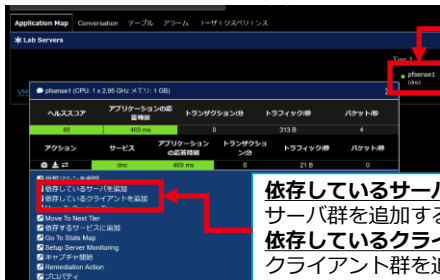 Application Map Conversation テーブル アラーム ユーザエクスペリエンス
Lab Servers
Tier 1
pfsense1
(dns)
VM
pfsense1 (CPU: 1 x 2.95 GHz メモリ: 1 GB)
ヘルススコア アプリケーションの応答時間 トランザクション/分 トラフィック/秒 パケット/秒
89 469 ms 0 313 B 4
アクション サービス アプリケーションの応答時間 トランザクション/分 トラフィック/秒 パケット/秒
dns 469 ms 0 21 B 0
依存しているサーバを追加
依存しているクライアントを追加
Move To Next Tier
依存するサービスに追加
Go To Stats Map
Setup Server Monitoring
キャプチャ開始
Remediation Action
プロパティ
依存しているサーバ
サーバ群を追加する
依存しているクライ
クライアント群を追